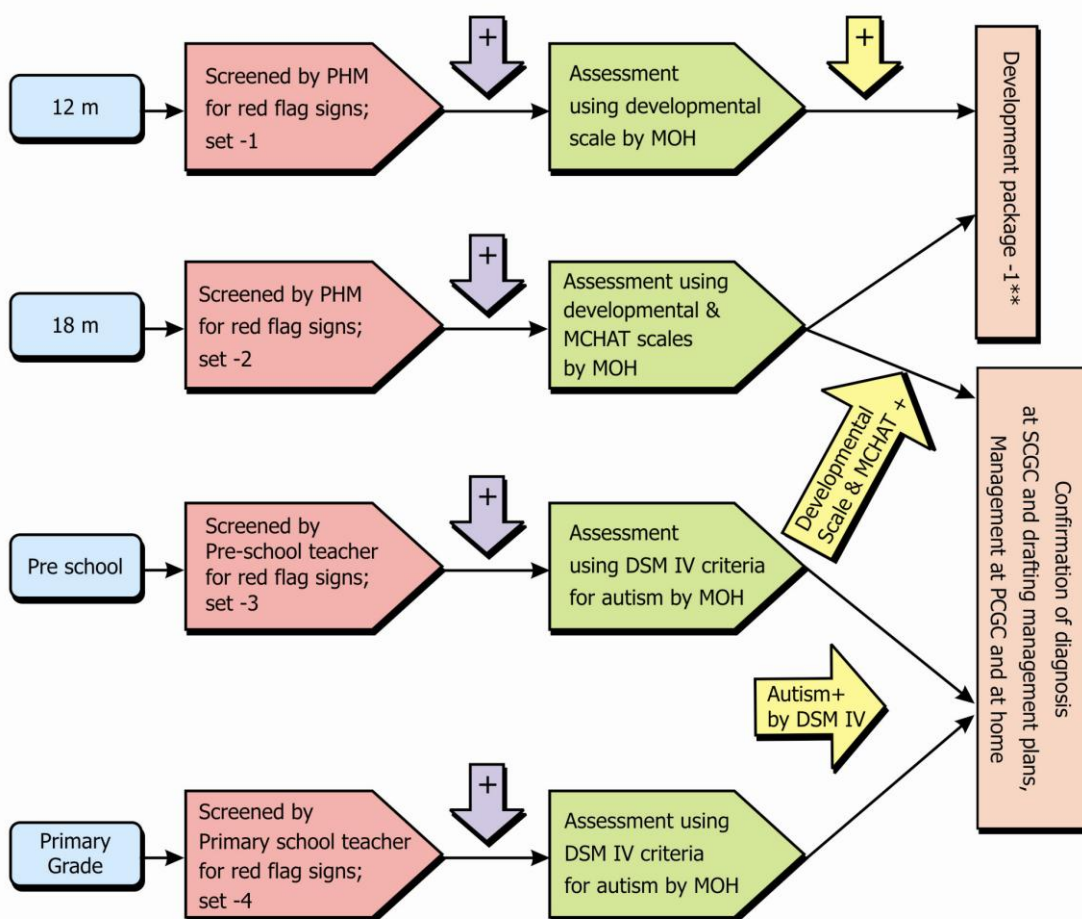 12 m
Screened by PHM
for red flag signs;
set -1
+
Assessment
using developmental
scale by MOH
+
Development package -1**
18 m
Screened by PHM
for red flag signs;
set -2
+
Assessment using
developmental &
MCHAT scales
by MOH
Developmental
Scale & MCHAT +
Confirmation of diagnosis
at SCGC and drafting management plans,
Management at PCGC and at home
Pre school
Screened by
Pre-school teacher
for red flag signs;
set -3
+
Assessment
using DSM IV criteria
for autism by MOH
Autism+
by DSM IV
Primary
Grade
Screened by
Primary school teacher
for red flag signs;
set -4
+
Assessment using
DSM IV criteria
for autism by MOH